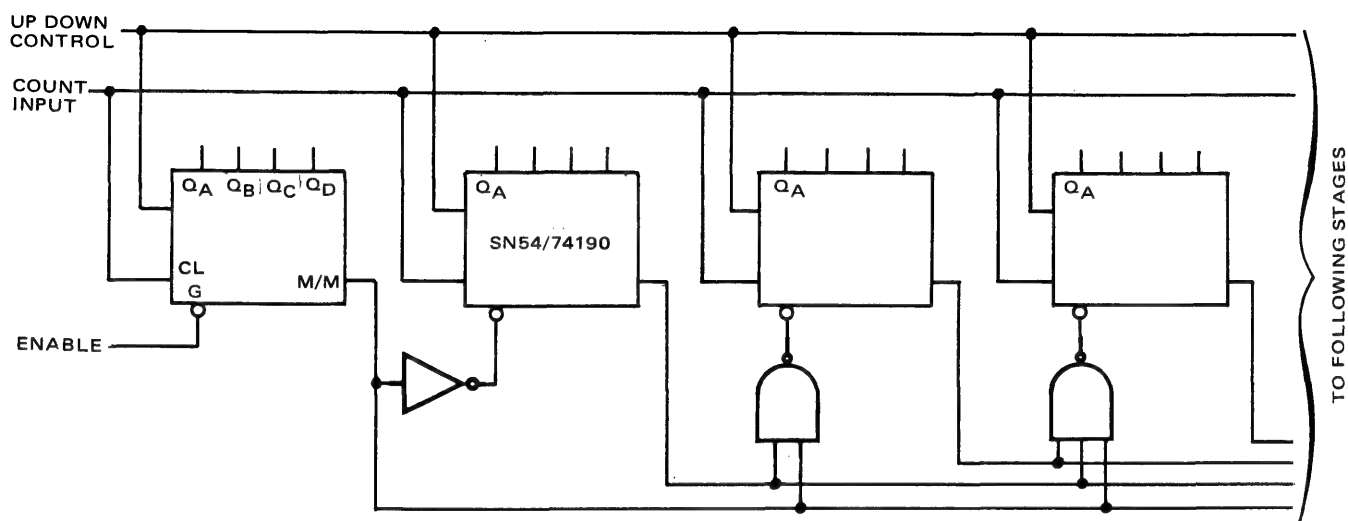 UP DOWN
CONTROL
COUNT
INPUT
QA QB QC QD
CL
G
M/M
ENABLE
QA
SN54/74190
QA
QA
TO FOLLOWING STAGES